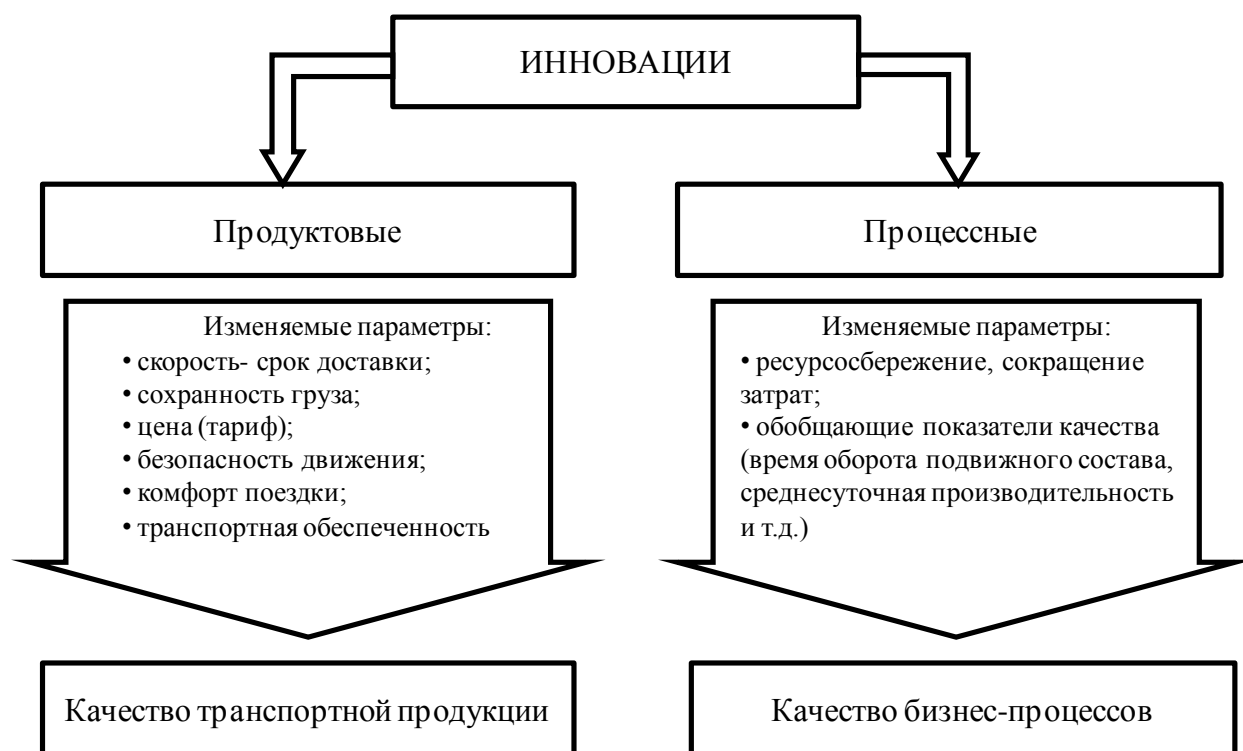 ИННОВАЦИИ
Продуктовые
Процессные
Изменяемые параметры:
• скорость- срок доставки;
• сохранность груза;
• цена (тариф);
• безопасность движения;
• комфорт поездки;
• транспортная обеспеченность
Изменяемые параметры:
• ресурсосбережение, сокращение
затрат;
• обобщающие показатели качества
(время оборота подвижного состава,
среднесуточная производительность
и т.д.)
Качество транспортной продукции
Качество бизнес-процессов